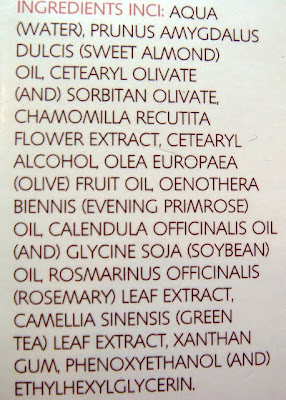 INGREDIENTS INCI: AQUA
(WATER), PRUNUS AMYGDALUS
DULCIS (SWEET ALMOND)
OIL, CETEARYL OLIVATE
(AND) SORBITAN OLIVATE,
CHAMOMILLA RECUTITA
FLOWER EXTRACT, CETEARYL
ALCOHOL, OLEA EUROPAEA
(OLIVE) FRUIT OIL, OENOTHERA
BIENNIS (EVENING PRIMROSE)
OIL, CALENDULA OFFICINALIS OIL
(AND) GLYCINE SOJA (SOYBEAN)
OIL, ROSMARINUS OFFICINALIS
(ROSEMARY) LEAF EXTRACT,
CAMELLIA SINENSIS (GREEN
TEA) LEAF EXTRACT, XANTHAN
GUM, PHENOXYETHANOL (AND)
ETHYLHEXYLGLYCERIN.